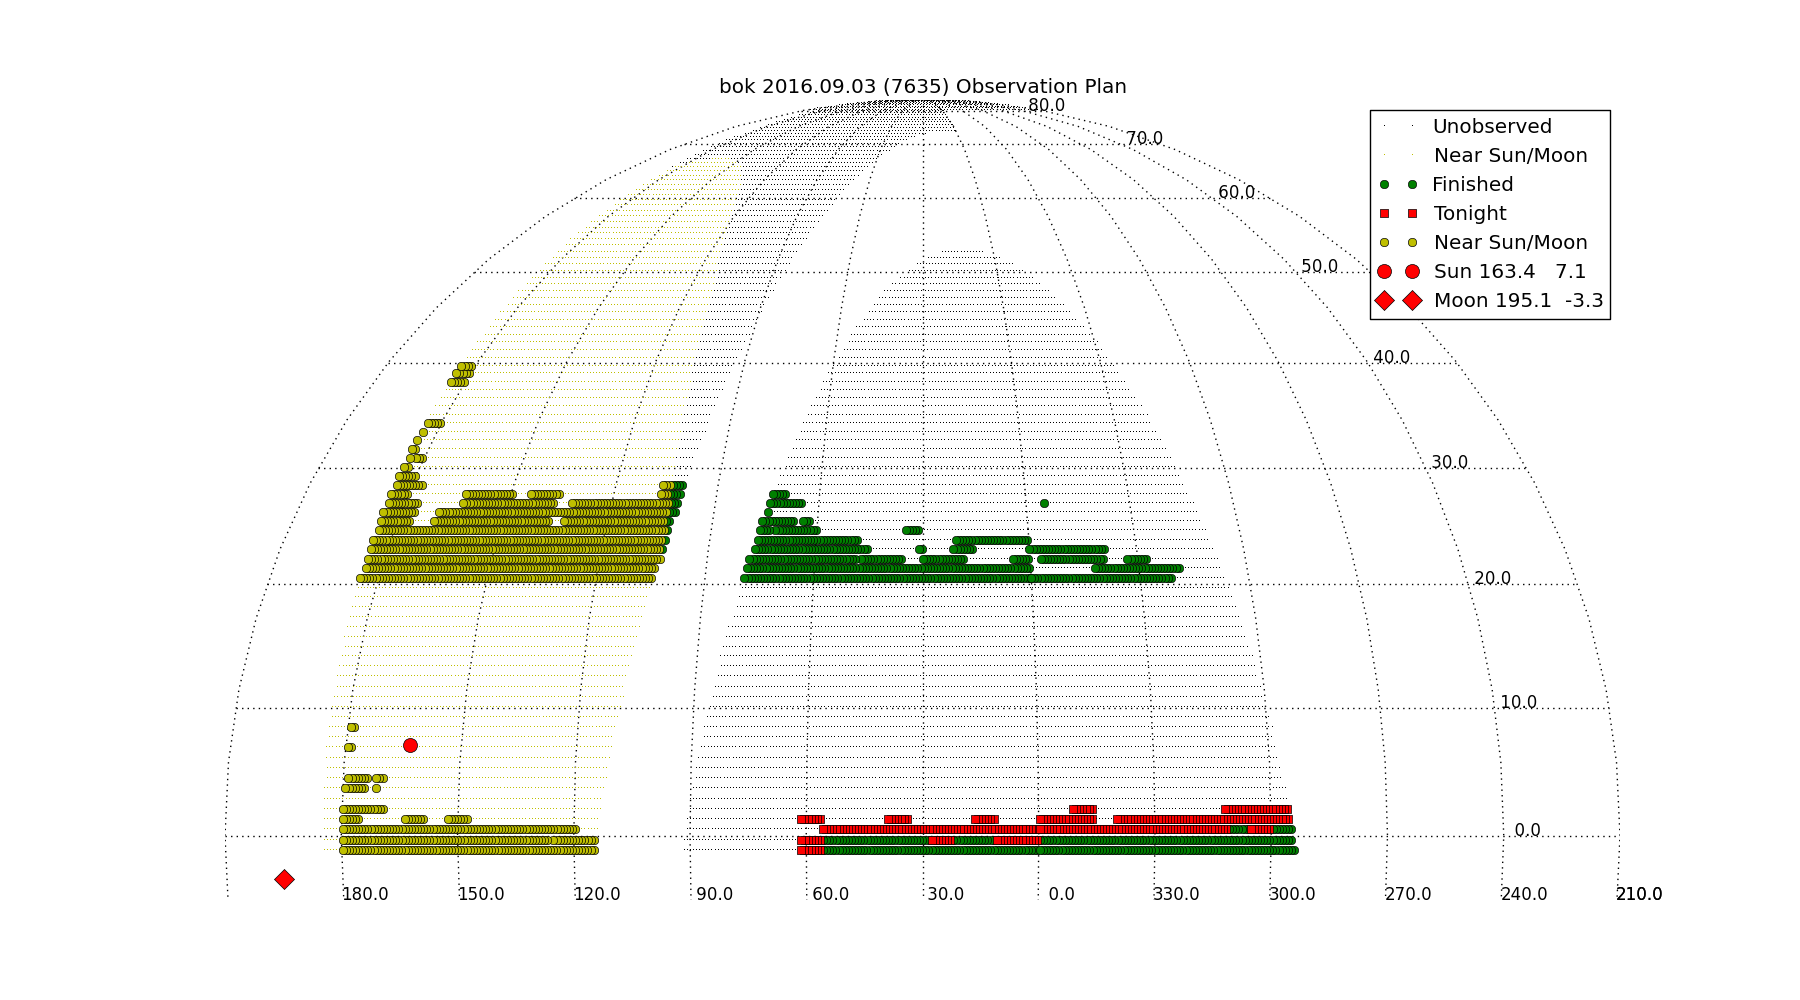 bok 2016.09.03 (7635) Observation Plan
80.0
70.0
60.0
50.0
40.0
30.0
20.0
10.0
0.0
Unobserved
Near Sun/Moon
Finished
Tonight
Near Sun/Moon
Sun 163.4 7.1
Moon 195.1 -3.3
180.0 150.0 120.0 90.0 60.0 30.0 0.0 330.0 300.0 270.0 240.0 210.0